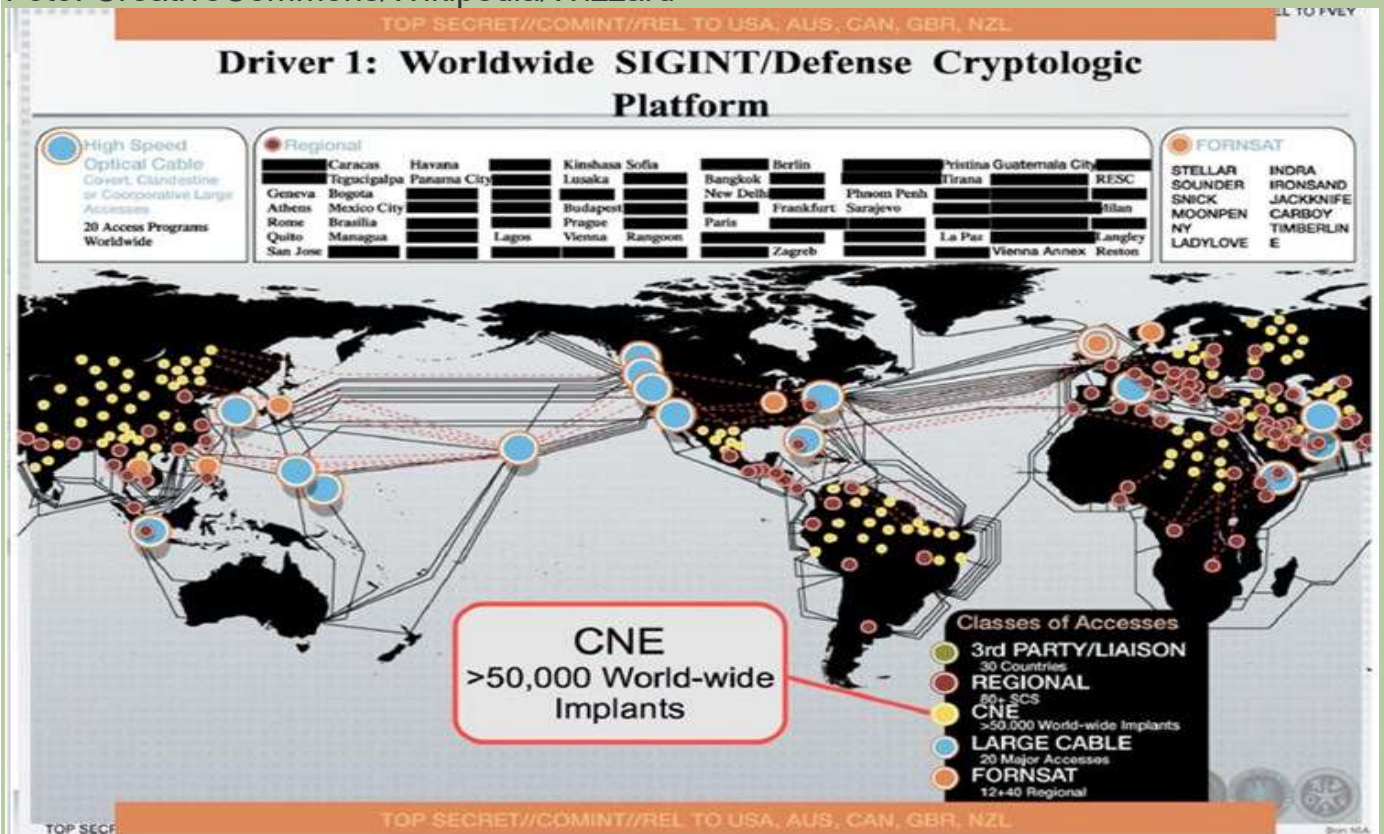 TOP SECRET//COMINT//REL TO USA, AUS, CAN, GBR, NZL
Driver 1: Worldwide SIGINT/Defense Cryptologic
Platform
High Speed
Optical Cable
Covert, Clandestine
or Cooperative Large
Accesses
20 Access Programs
Worldwide
Regional
Caracas Havana Kinshasa Sofia Berlin Pristina Guatemala City
Tegucigalpa Panama City Lusaka Bangkok Tirana RESC
Geneva Bogota New Delhi Phnom Penh
Athens Mexico City Budapest Frankfurt Sarajevo Milan
Rome Brasilia Prague Paris
Quito Managua Lagos Vienna Rangoon La Paz Langley
San Jose Zagreb Vienna Annex Reston
FORNSAT
STELLAR INDRA
SOUNDER IRONSAND
SNICK JACKKNIFE
MOONPEN CARBOY
NY TIMBERLIN
LADYLOVE E
CNE
>50,000 World-wide
Implants
Classes of Accesses
3rd PARTY/LIAISON
30 Countries
REGIONAL
80+ SCS
CNE
>50,000 World-wide Implants
LARGE CABLE
20 Major Accesses
FORNSAT
12+40 Regional
TOP SECRET//COMINT//REL TO USA, AUS, CAN, GBR, NZL